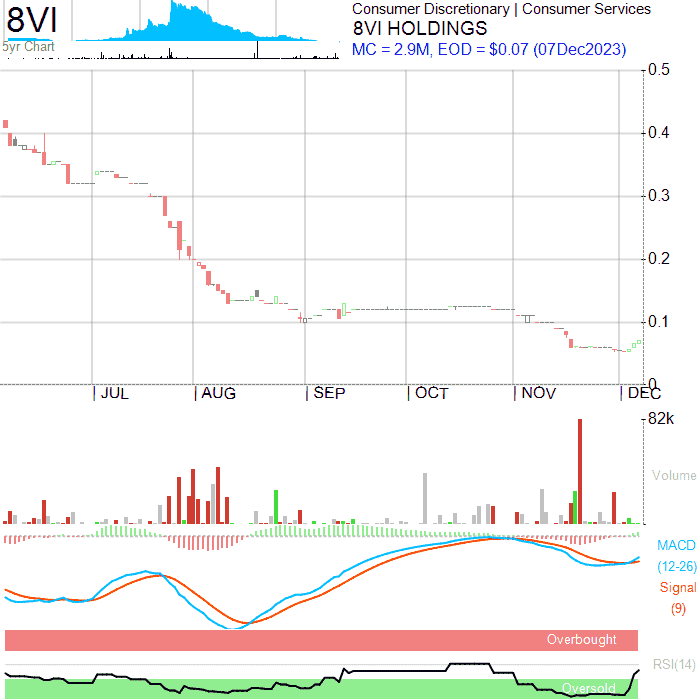 8VI
5yr Chart
Consumer Discretionary | Consumer Services
8VI HOLDINGS
MC = 2.9M, EOD = $0.07 (07Dec2023)
0.5
0.4
0.3
0.2
0.1
0
JUL AUG SEP OCT NOV DEC
82k
Volume
MACD
(12-26)
Signal
(9)
Overbought
RSI(14)
Oversold